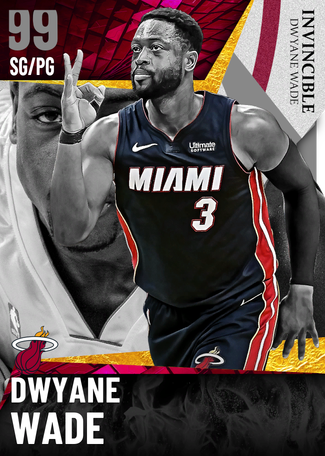 99
SG/PG
INVINCIBLE
DWYANE WADE
Ultimate
SOFTWARE
MIAMI
3
DWYANE
WADE